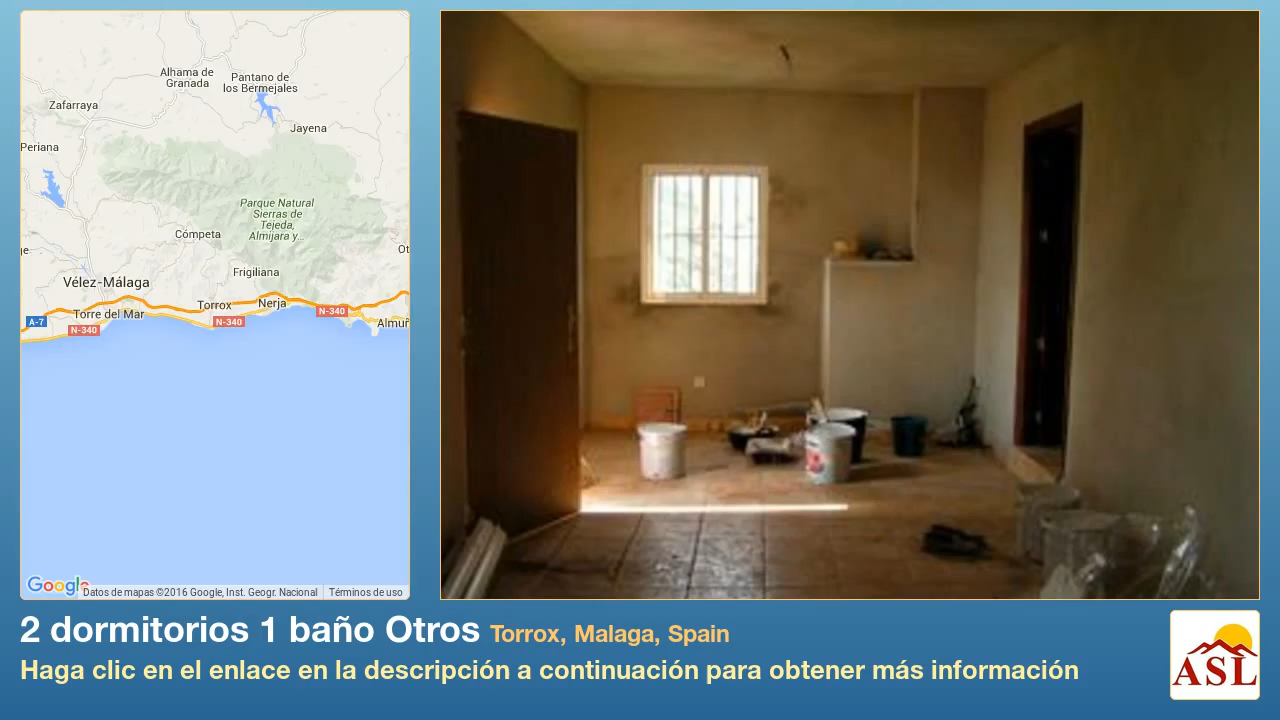 Alhama de
Granada
Pantano de
los Bermejales
Zafarraya
Jayena
Periana
Parque Natural
Sierras de
Tejeda,
Almijara y...
Cómpeta
Frigiliana
Vélez-Málaga
Torrox
Nerja
N-340
Torre del Mar
A-7
N-340
N-340
Google
Datos de mapas ©2016 Google, Inst. Geogr. Nacional
Términos de uso
2 dormitorios 1 baño Otros Torrox, Malaga, Spain
Haga clic en el enlace en la descripción a continuación para obtener más información
ASL